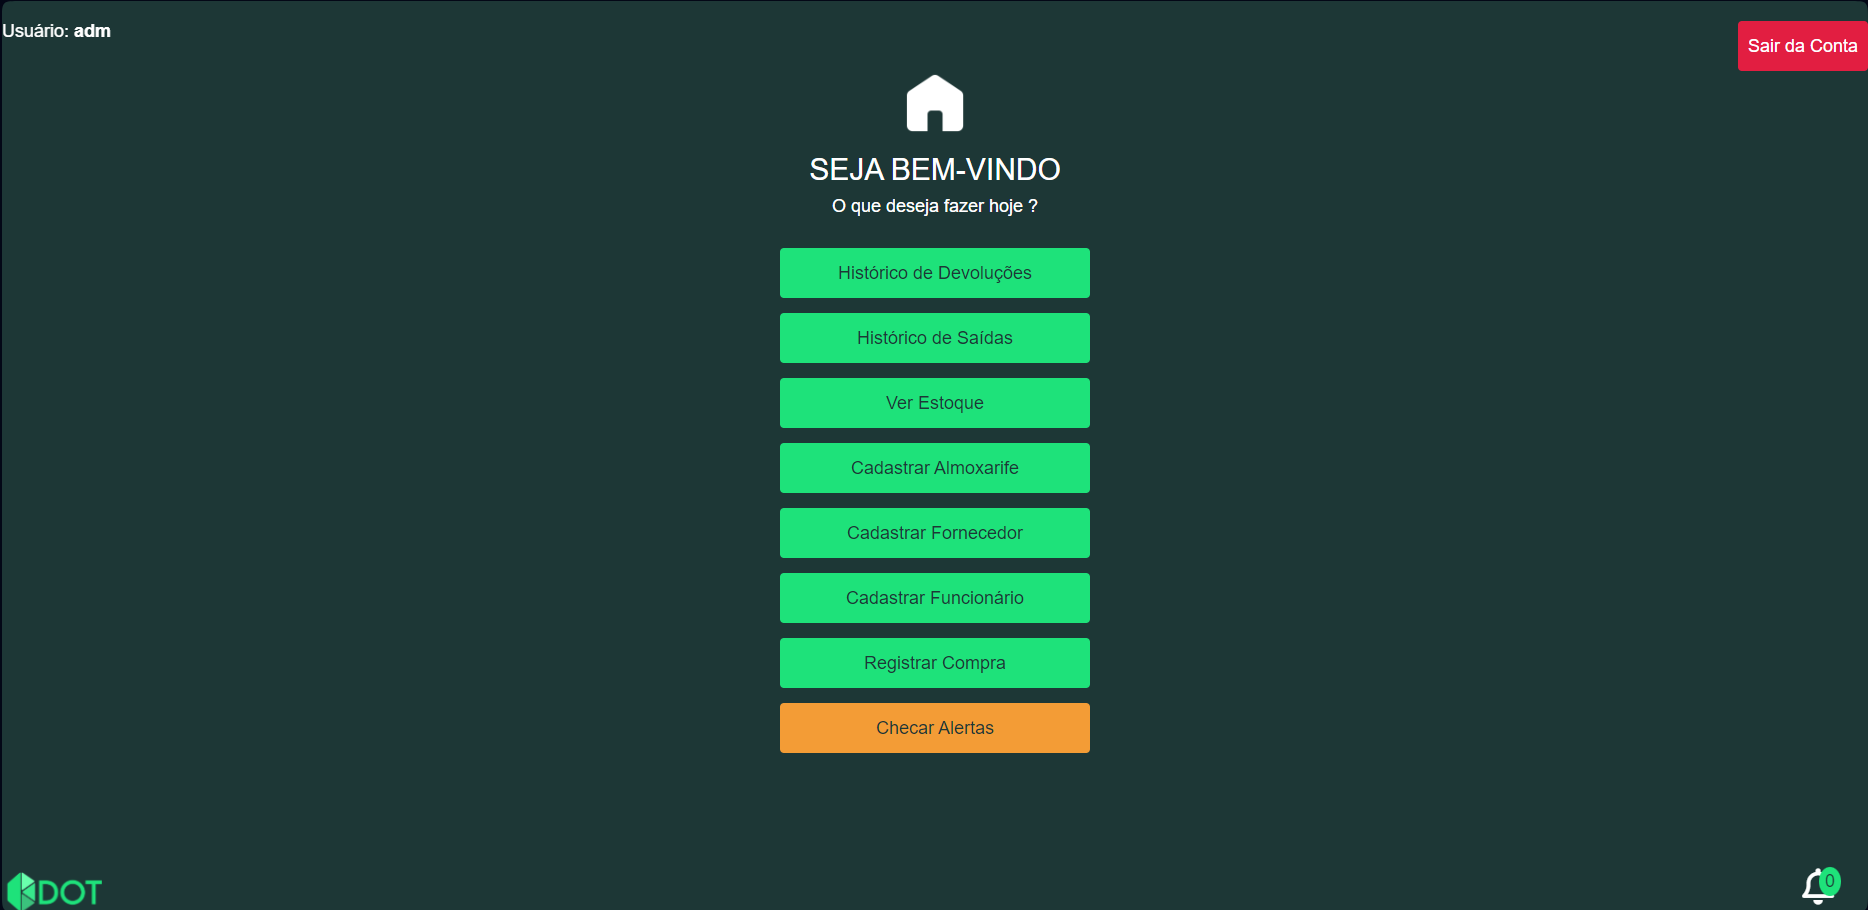 Usuário: adm
Sair da Conta
SEJA BEM-VINDO
O que deseja fazer hoje ?
Histórico de Devoluções
Histórico de Saídas
Ver Estoque
Cadastrar Almoxarife
Cadastrar Fornecedor
Cadastrar Funcionário
Registrar Compra
Checar Alertas
DOT
0